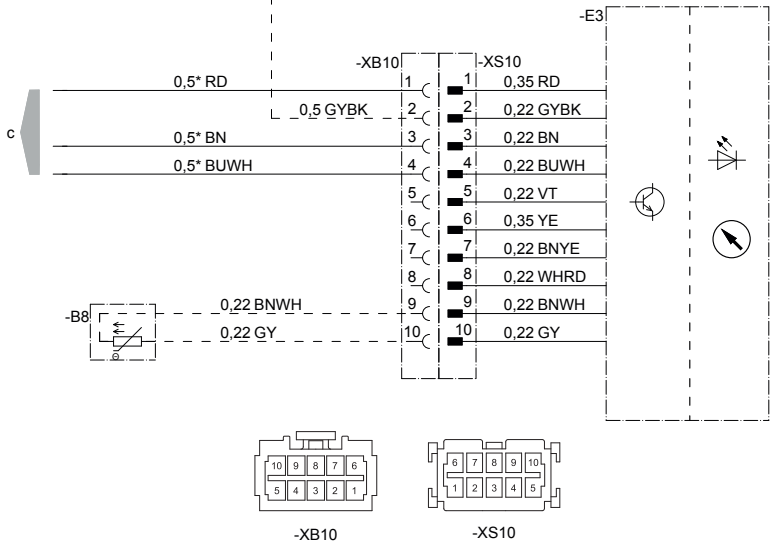 -E3
-XB10 -XS10
0,5* RD 1 1 0,35 RD
0,5 GYBK 2 2 0,22 GYBK
c
0,5* BN 3 3 0,22 BN
0,5* BUWH 4 4 0,22 BUWH
5 5 0,22 VT
6 6 0,35 YE
7 7 0,22 BNYE
8 8 0,22 WHRD
-B8 0,22 BNWH 9 9 0,22 BNWH
0,22 GY 10 10 0,22 GY
Θ
10 9 8 7 6 6 7 8 9 10
5 4 3 2 1 1 2 3 4 5
-XB10 -XS10